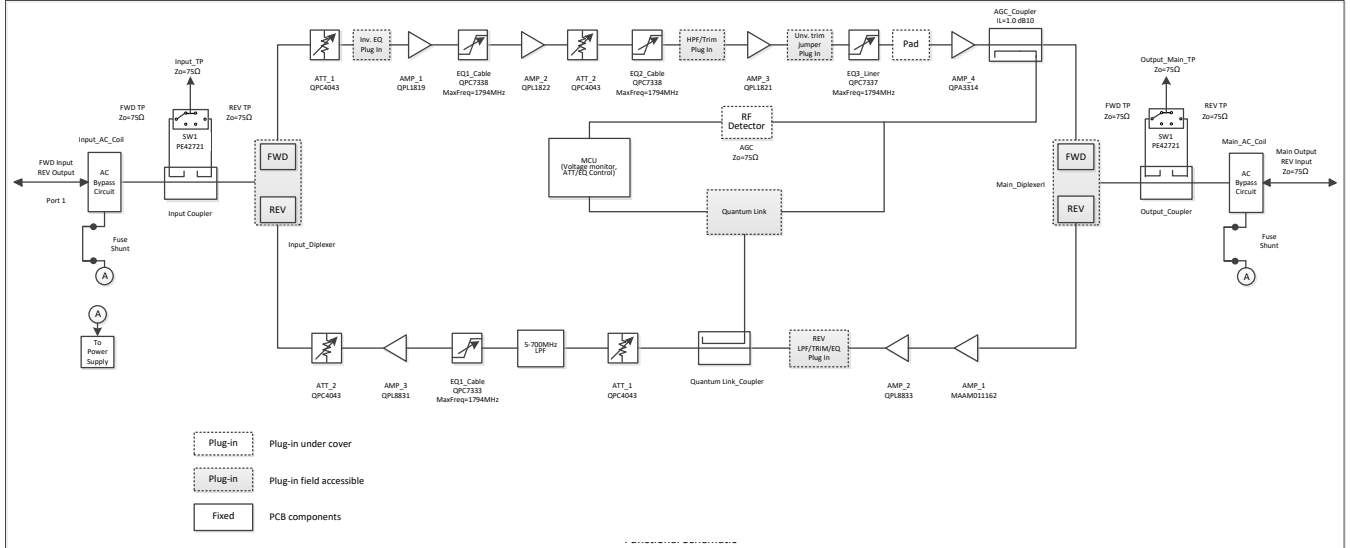 AGC_Coupler
IL=1.0 dB10
Inv. EQ
Plug In
HPF/Trim
Plug In
Unv. trim
jumper
Plug In
Pad
ATT_1
QPC4043
AMP_1
QPL1819
EQ1_Cable
QPC7338
MaxFreq=1794MHz
AMP_2
QPL1822
ATT_2
QPC4043
EQ2_Cable
QPC7338
MaxFreq=1794MHz
AMP_3
QPL1821
EQ3_Liner
QPC7337
MaxFreq=1794MHz
AMP_4
QPA3314
Input_TP
Zo=75Ω
FWD TP
Zo=75Ω
REV TP
Zo=75Ω
SW1
PE42721
Input_AC_Coil
FWD Input
REV Output
Port 1
AC
Bypass
Circuit
Input Coupler
Fuse
Shunt
A
A
To
Power
Supply
FWD
REV
Input_Diplexer
RF
Detector
AGC
Zo=75Ω
MCU
(Voltage monitor,
ATT/EQ Control)
Quantum Link
Output_Main_TP
Zo=75Ω
FWD TP
Zo=75Ω
REV TP
Zo=75Ω
SW1
PE42721
Main_AC_Coil
FWD
REV
Main_DiplexerI
Output_Coupler
AC
Bypass
Circuit
Main Output
REV Input
Zo=75Ω
Fuse
Shunt
A
5-700MHz
LPF
REV
LPF/TRIM/EQ
Plug In
ATT_2
QPC4043
AMP_3
QPL8831
EQ1_Cable
QPC7333
MaxFreq=1794MHz
ATT_1
QPC4043
Quantum Link_Coupler
AMP_2
QPL8833
AMP_1
MAAM011162
Plug-in
Plug-in under cover
Plug-in
Plug-in field accessible
Fixed
PCB components